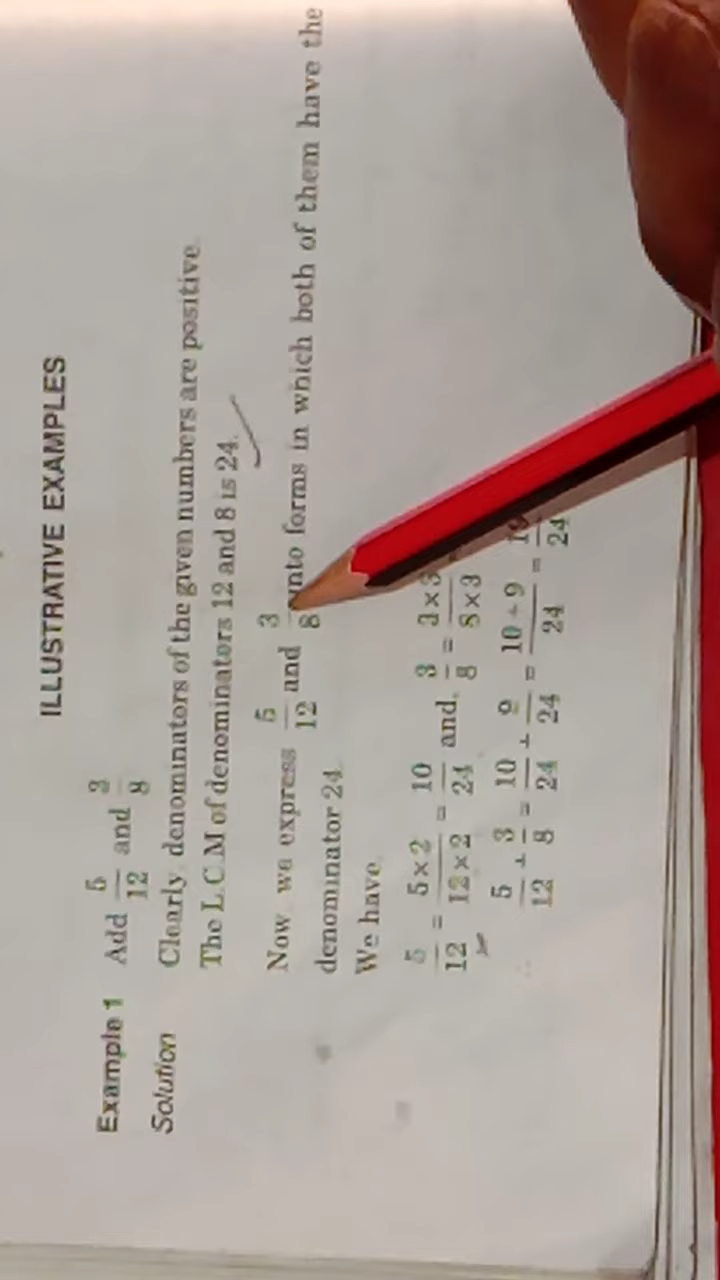 ILLUSTRATIVE EXAMPLES
Example 1 Add 5/12 and 3/8
Solution Clearly, denominators of the given numbers are positive.
The L.C.M of denominators 12 and 8 is 24.
Now, we express 5/12 and 3/8 into forms in which both of them have the
denominator 24.
We have,
5/12 = 5×2/12×2 = 10/24 and, 3/8 = 3×3/8×3 =
5/12 + 3/8 = 10/24 + 9/24 = 10+9/24 = 19/24